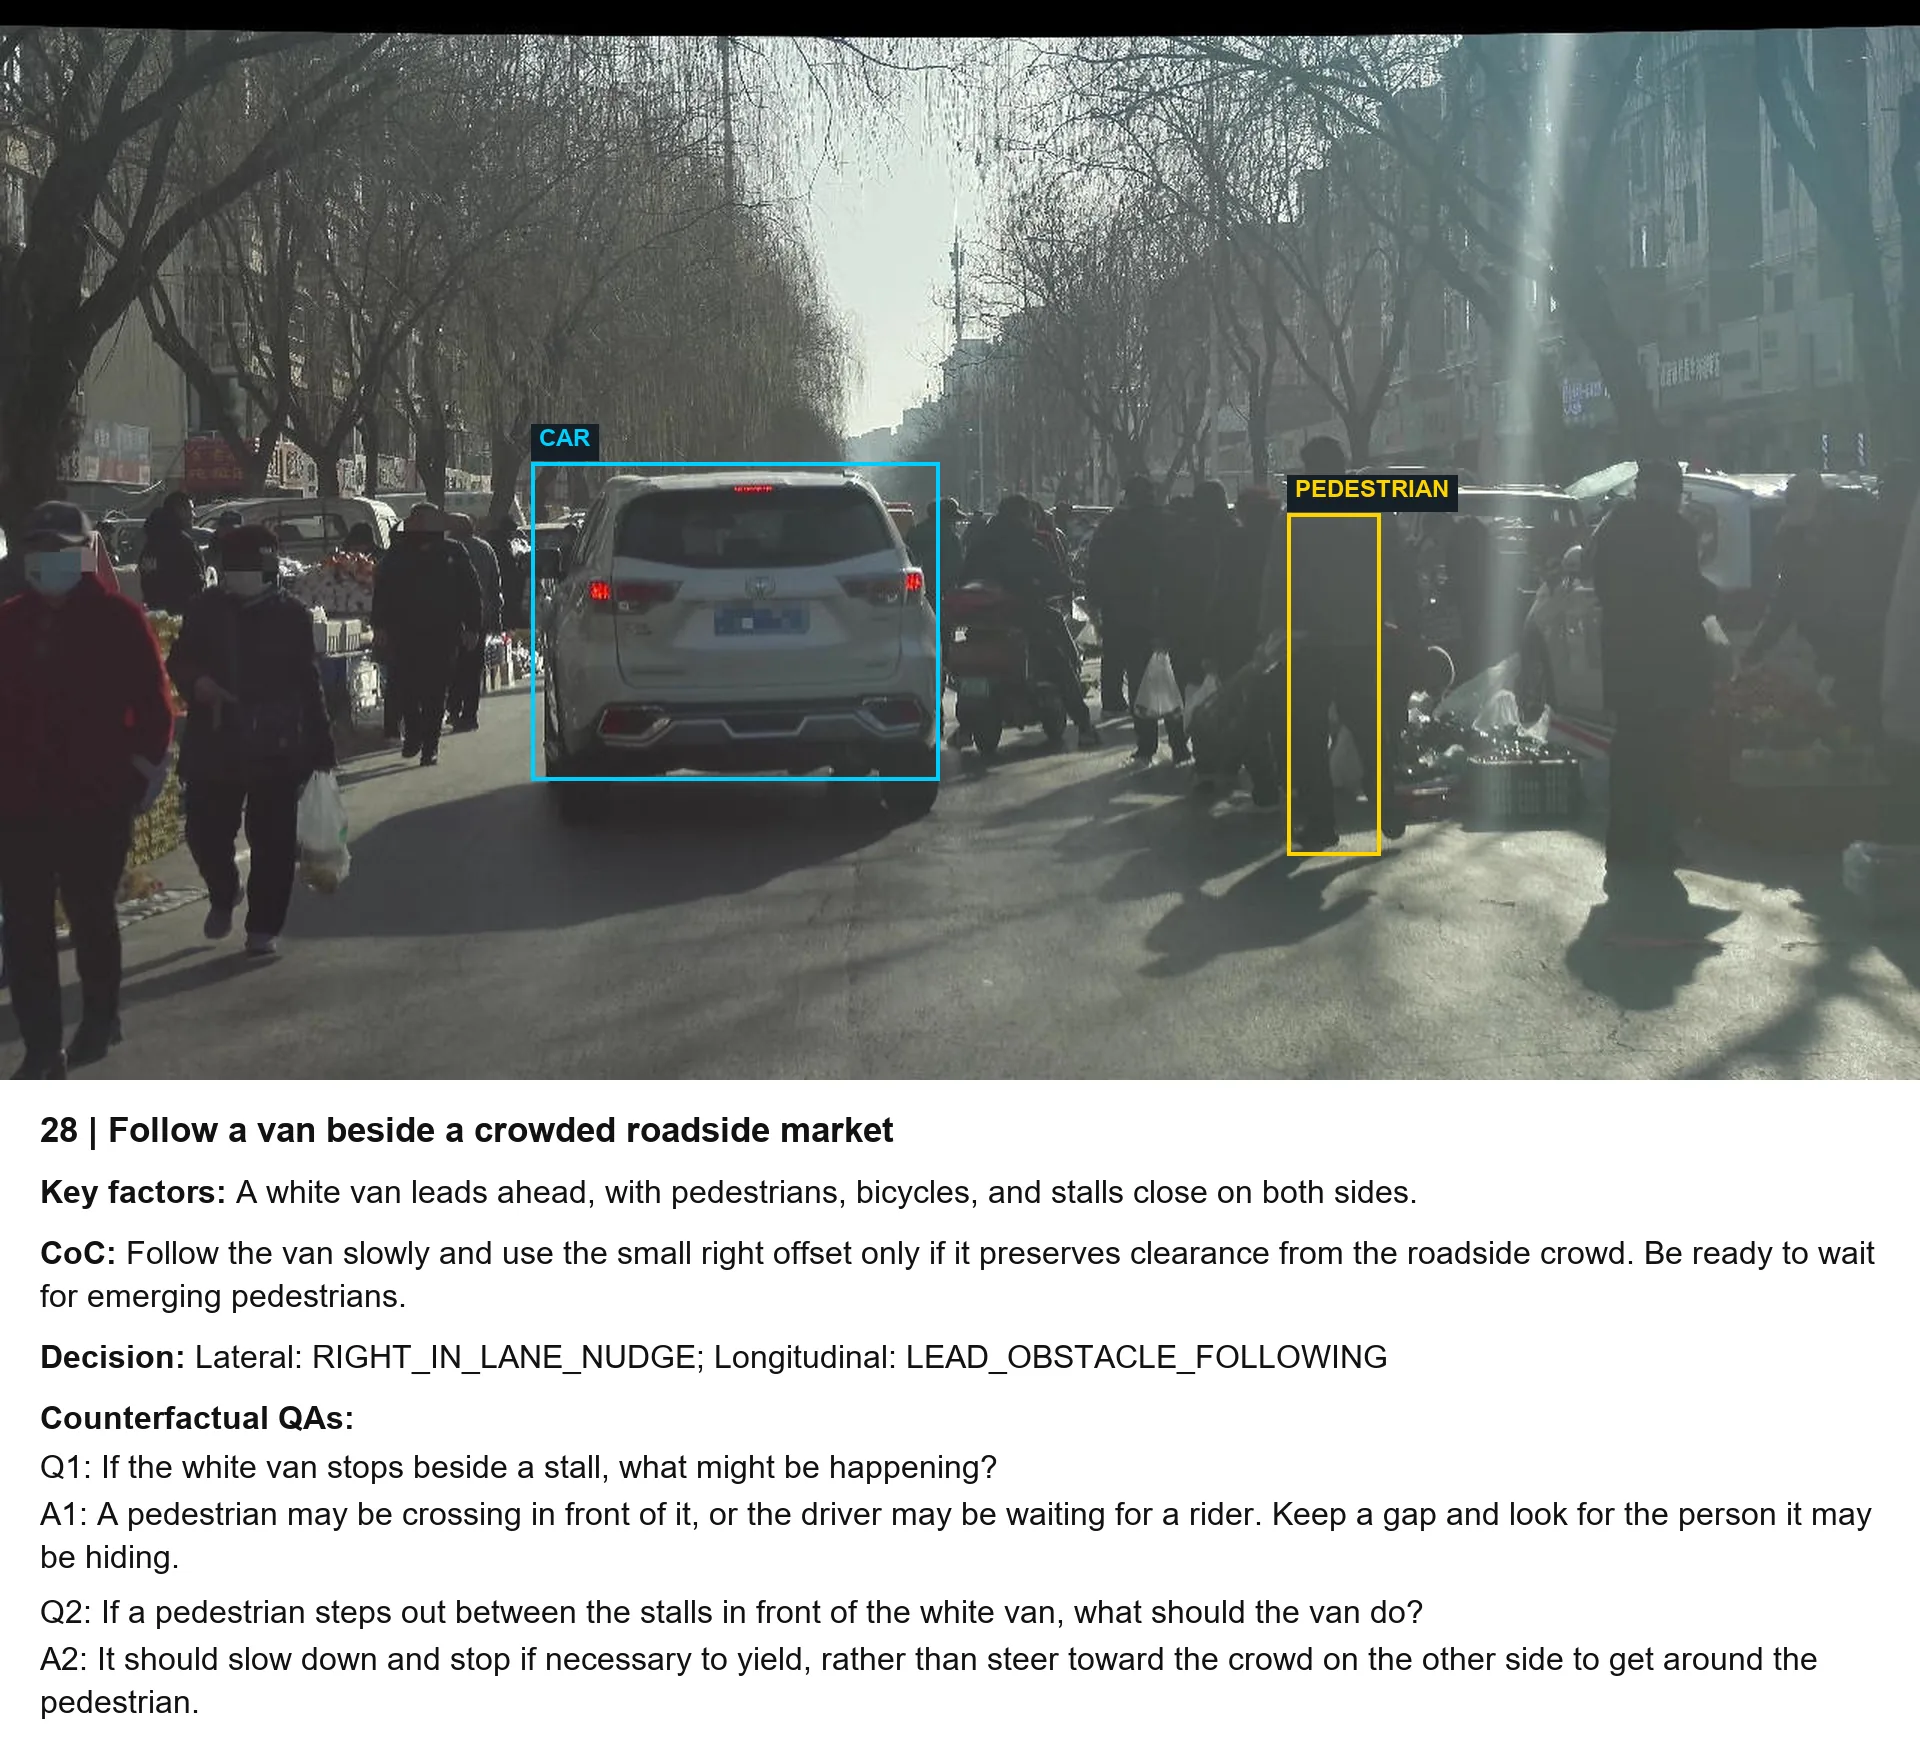 CAR
PEDESTRIAN
28 | Follow a van beside a crowded roadside market
Key factors: A white van leads ahead, with pedestrians, bicycles, and stalls close on both sides.
CoC: Follow the van slowly and use the small right offset only if it preserves clearance from the roadside crowd. Be ready to wait
for emerging pedestrians.
Decision: Lateral: RIGHT_IN_LANE_NUDGE; Longitudinal: LEAD_OBSTACLE_FOLLOWING
Counterfactual QAs:
Q1: If the white van stops beside a stall, what might be happening?
A1: A pedestrian may be crossing in front of it, or the driver may be waiting for a rider. Keep a gap and look for the person it may
be hiding.
Q2: If a pedestrian steps out between the stalls in front of the white van, what should the van do?
A2: It should slow down and stop if necessary to yield, rather than steer toward the crowd on the other side to get around the
pedestrian.